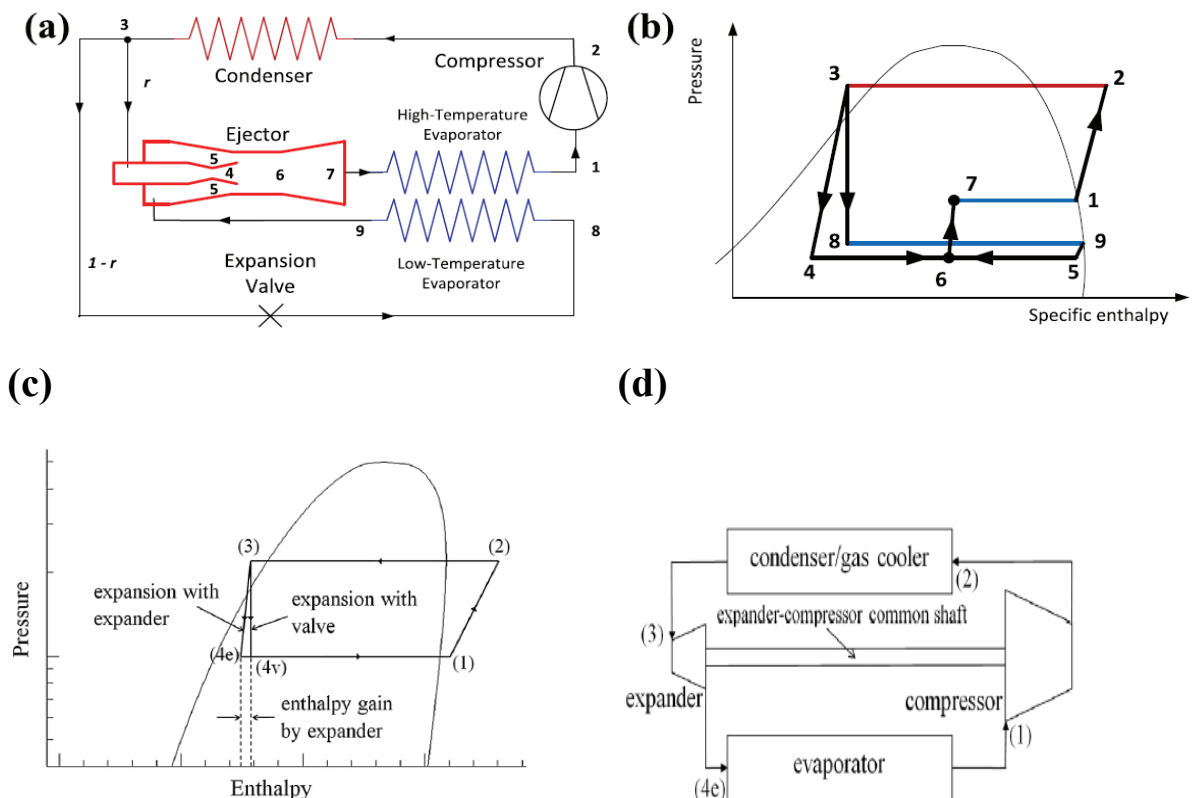 (a)
3
Condenser
2
Compressor
r
High-Temperature
Evaporator
Ejector
5
4
6
7
5
1
9
8
1 - r
Expansion
Valve
Low-Temperature
Evaporator
(b)
Pressure
3
2
7
1
8
9
4
6
5
Specific enthalpy
(c)
Pressure
(3)
(2)
expansion with
expander
expansion with
valve
(4e)
(4v)
(1)
enthalpy gain
by expander
Enthalpy
(d)
condenser/gas cooler
(2)
expander-compressor common shaft
(3)
expander
compressor
(1)
evaporator
(4e)